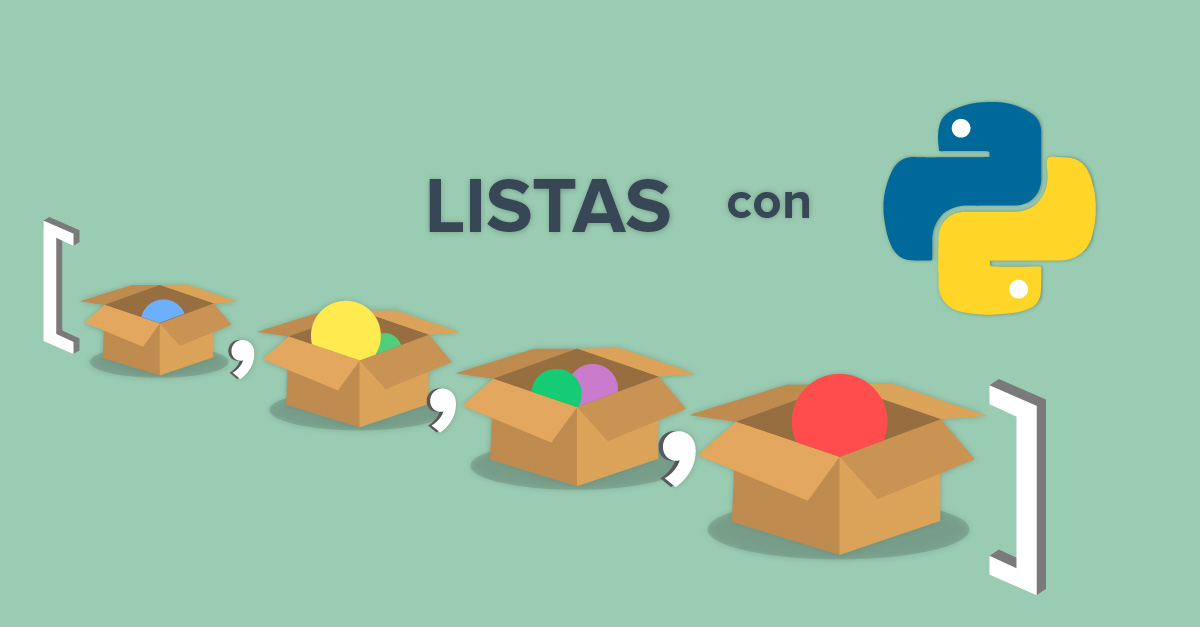 LISTAS con
[ , , , ]